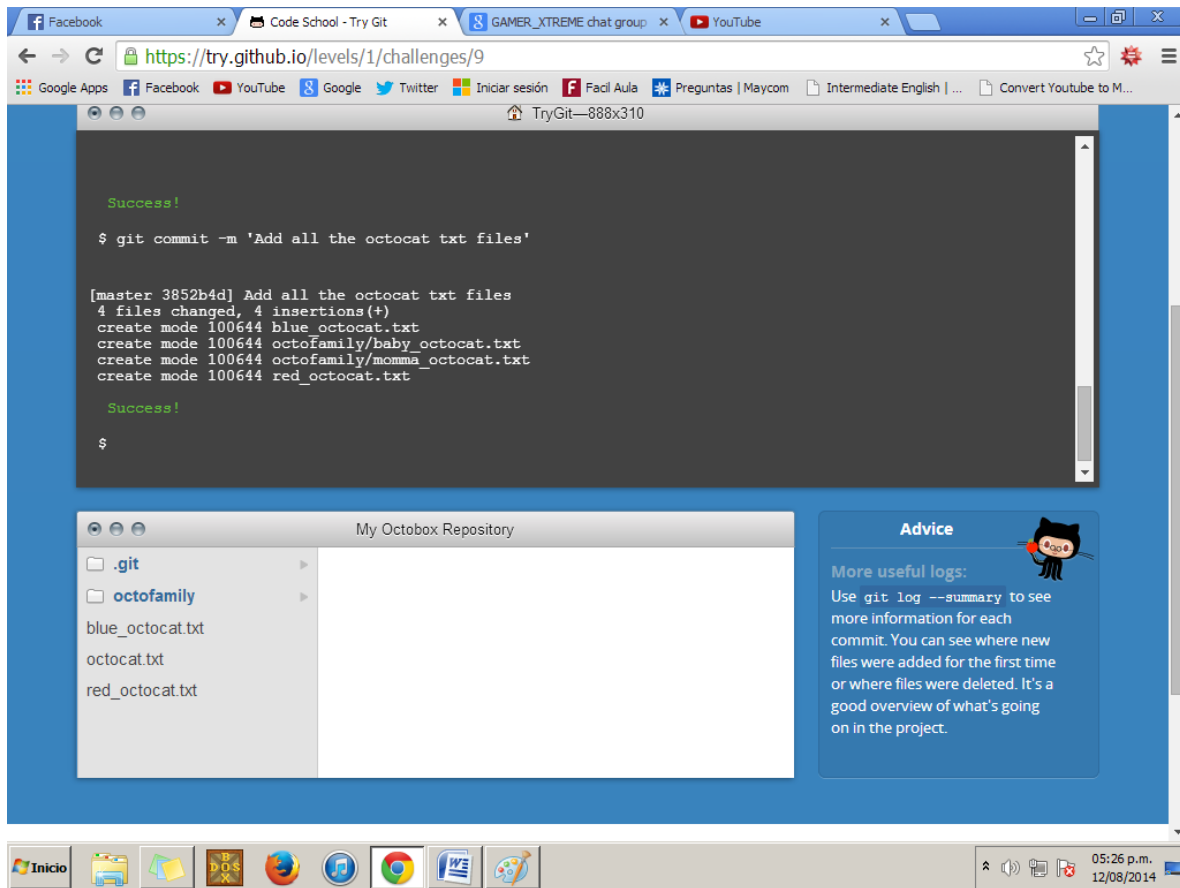 Facebook
Code School - Try Git
GAMER_XTREME chat group
YouTube
https://try.github.io/levels/1/challenges/9
Google Apps Facebook YouTube Google Twitter Iniciar sesión Facil Aula Preguntas | Maycom Intermediate English | ... Convert Youtube to M...
TryGit—888x310
Success!
$ git commit -m 'Add all the octocat txt files'
[master 3852b4d] Add all the octocat txt files
4 files changed, 4 insertions(+)
create mode 100644 blue_octocat.txt
create mode 100644 octofamily/baby_octocat.txt
create mode 100644 octofamily/momma_octocat.txt
create mode 100644 red_octocat.txt
Success!
$
My Octobox Repository
.git
octofamily
blue_octocat.txt
octocat.txt
red_octocat.txt
Advice
More useful logs:
Use git log --summary to see
more information for each
commit. You can see where new
files were added for the first time
or where files were deleted. It's a
good overview of what's going
on in the project.
Inicio
DOS
BOX
05:26 p.m.
12/08/2014